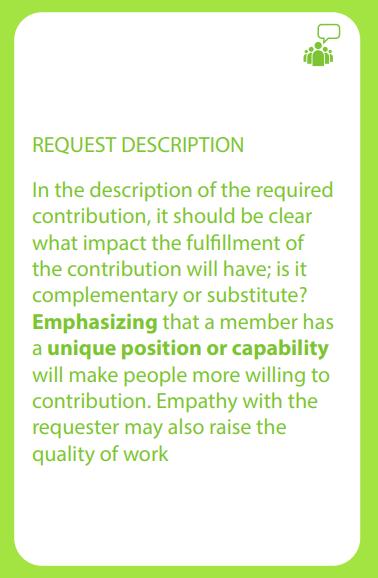 REQUEST DESCRIPTION
In the description of the required
contribution, it should be clear
what impact the fulfillment of
the contribution will have; is it
complementary or substitute?
Emphasizing that a member has
a unique position or capability
will make people more willing to
contribution. Empathy with the
requester may also raise the
quality of work